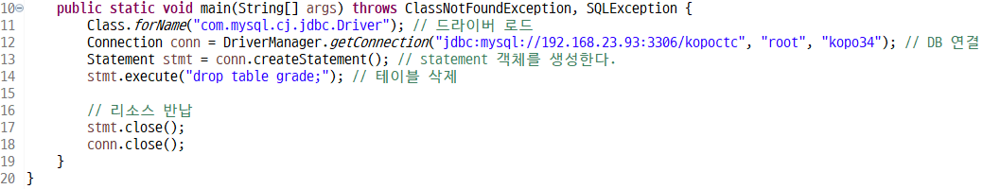 10 public static void main(String[] args) throws ClassNotFoundException, SQLException {
11 Class.forName("com.mysql.cj.jdbc.Driver"); // 드라이버 로드
12 Connection conn = DriverManager.getConnection("jdbc:mysql://192.168.23.93:3306/kopoctc", "root", "kopo34"); // DB 연결
13 Statement stmt = conn.createStatement(); // statement 객체를 생성한다.
14 stmt.execute("drop table grade;"); // 테이블 삭제
15
16 // 리소스 반납
17 stmt.close();
18 conn.close();
19 }
20 }